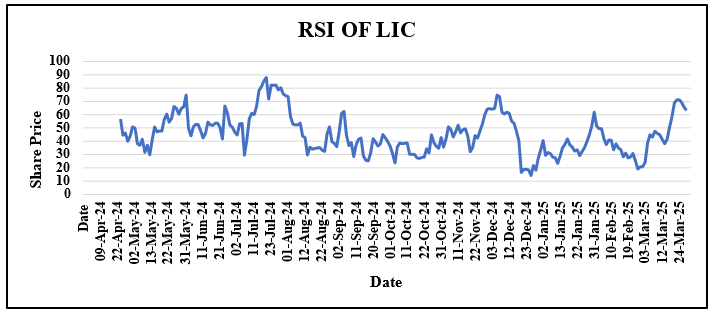 RSI OF LIC
100
90
80
70
60
50
40
30
20
10
0
Share Price
Date
09-Apr-24
22-Apr-24
02-May-24
13-May-24
22-May-24
31-May-24
11-Jun-24
21-Jun-24
02-Jul-24
11-Jul-24
23-Jul-24
01-Aug-24
12-Aug-24
22-Aug-24
02-Sep-24
11-Sep-24
20-Sep-24
01-Oct-24
11-Oct-24
22-Oct-24
31-Oct-24
11-Nov-24
22-Nov-24
03-Dec-24
12-Dec-24
23-Dec-24
02-Jan-25
13-Jan-25
22-Jan-25
31-Jan-25
10-Feb-25
19-Feb-25
03-Mar-25
12-Mar-25
24-Mar-25
Date